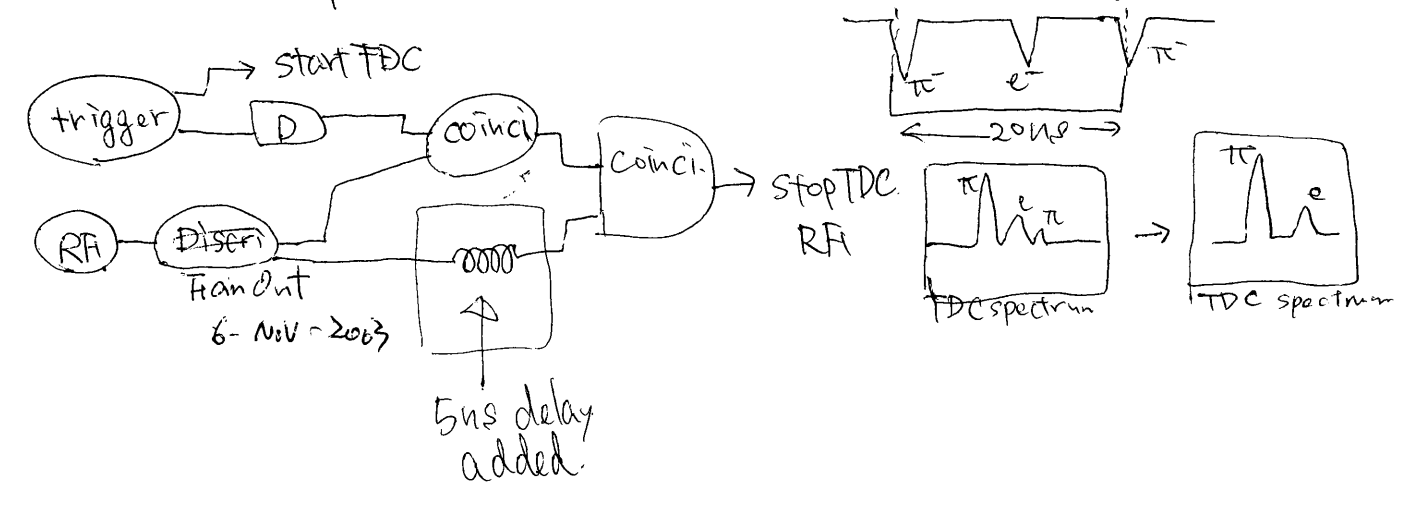 start TDC
trigger
D
coinci
coinci.
stop TDC.
RF
RF
Discri
Fan Out
6-Nov-2003
5ns delay
added.
π⁻
e⁻
π⁻
20ns
π
e
π
TDC spectrum
π
e
TDC spectrum